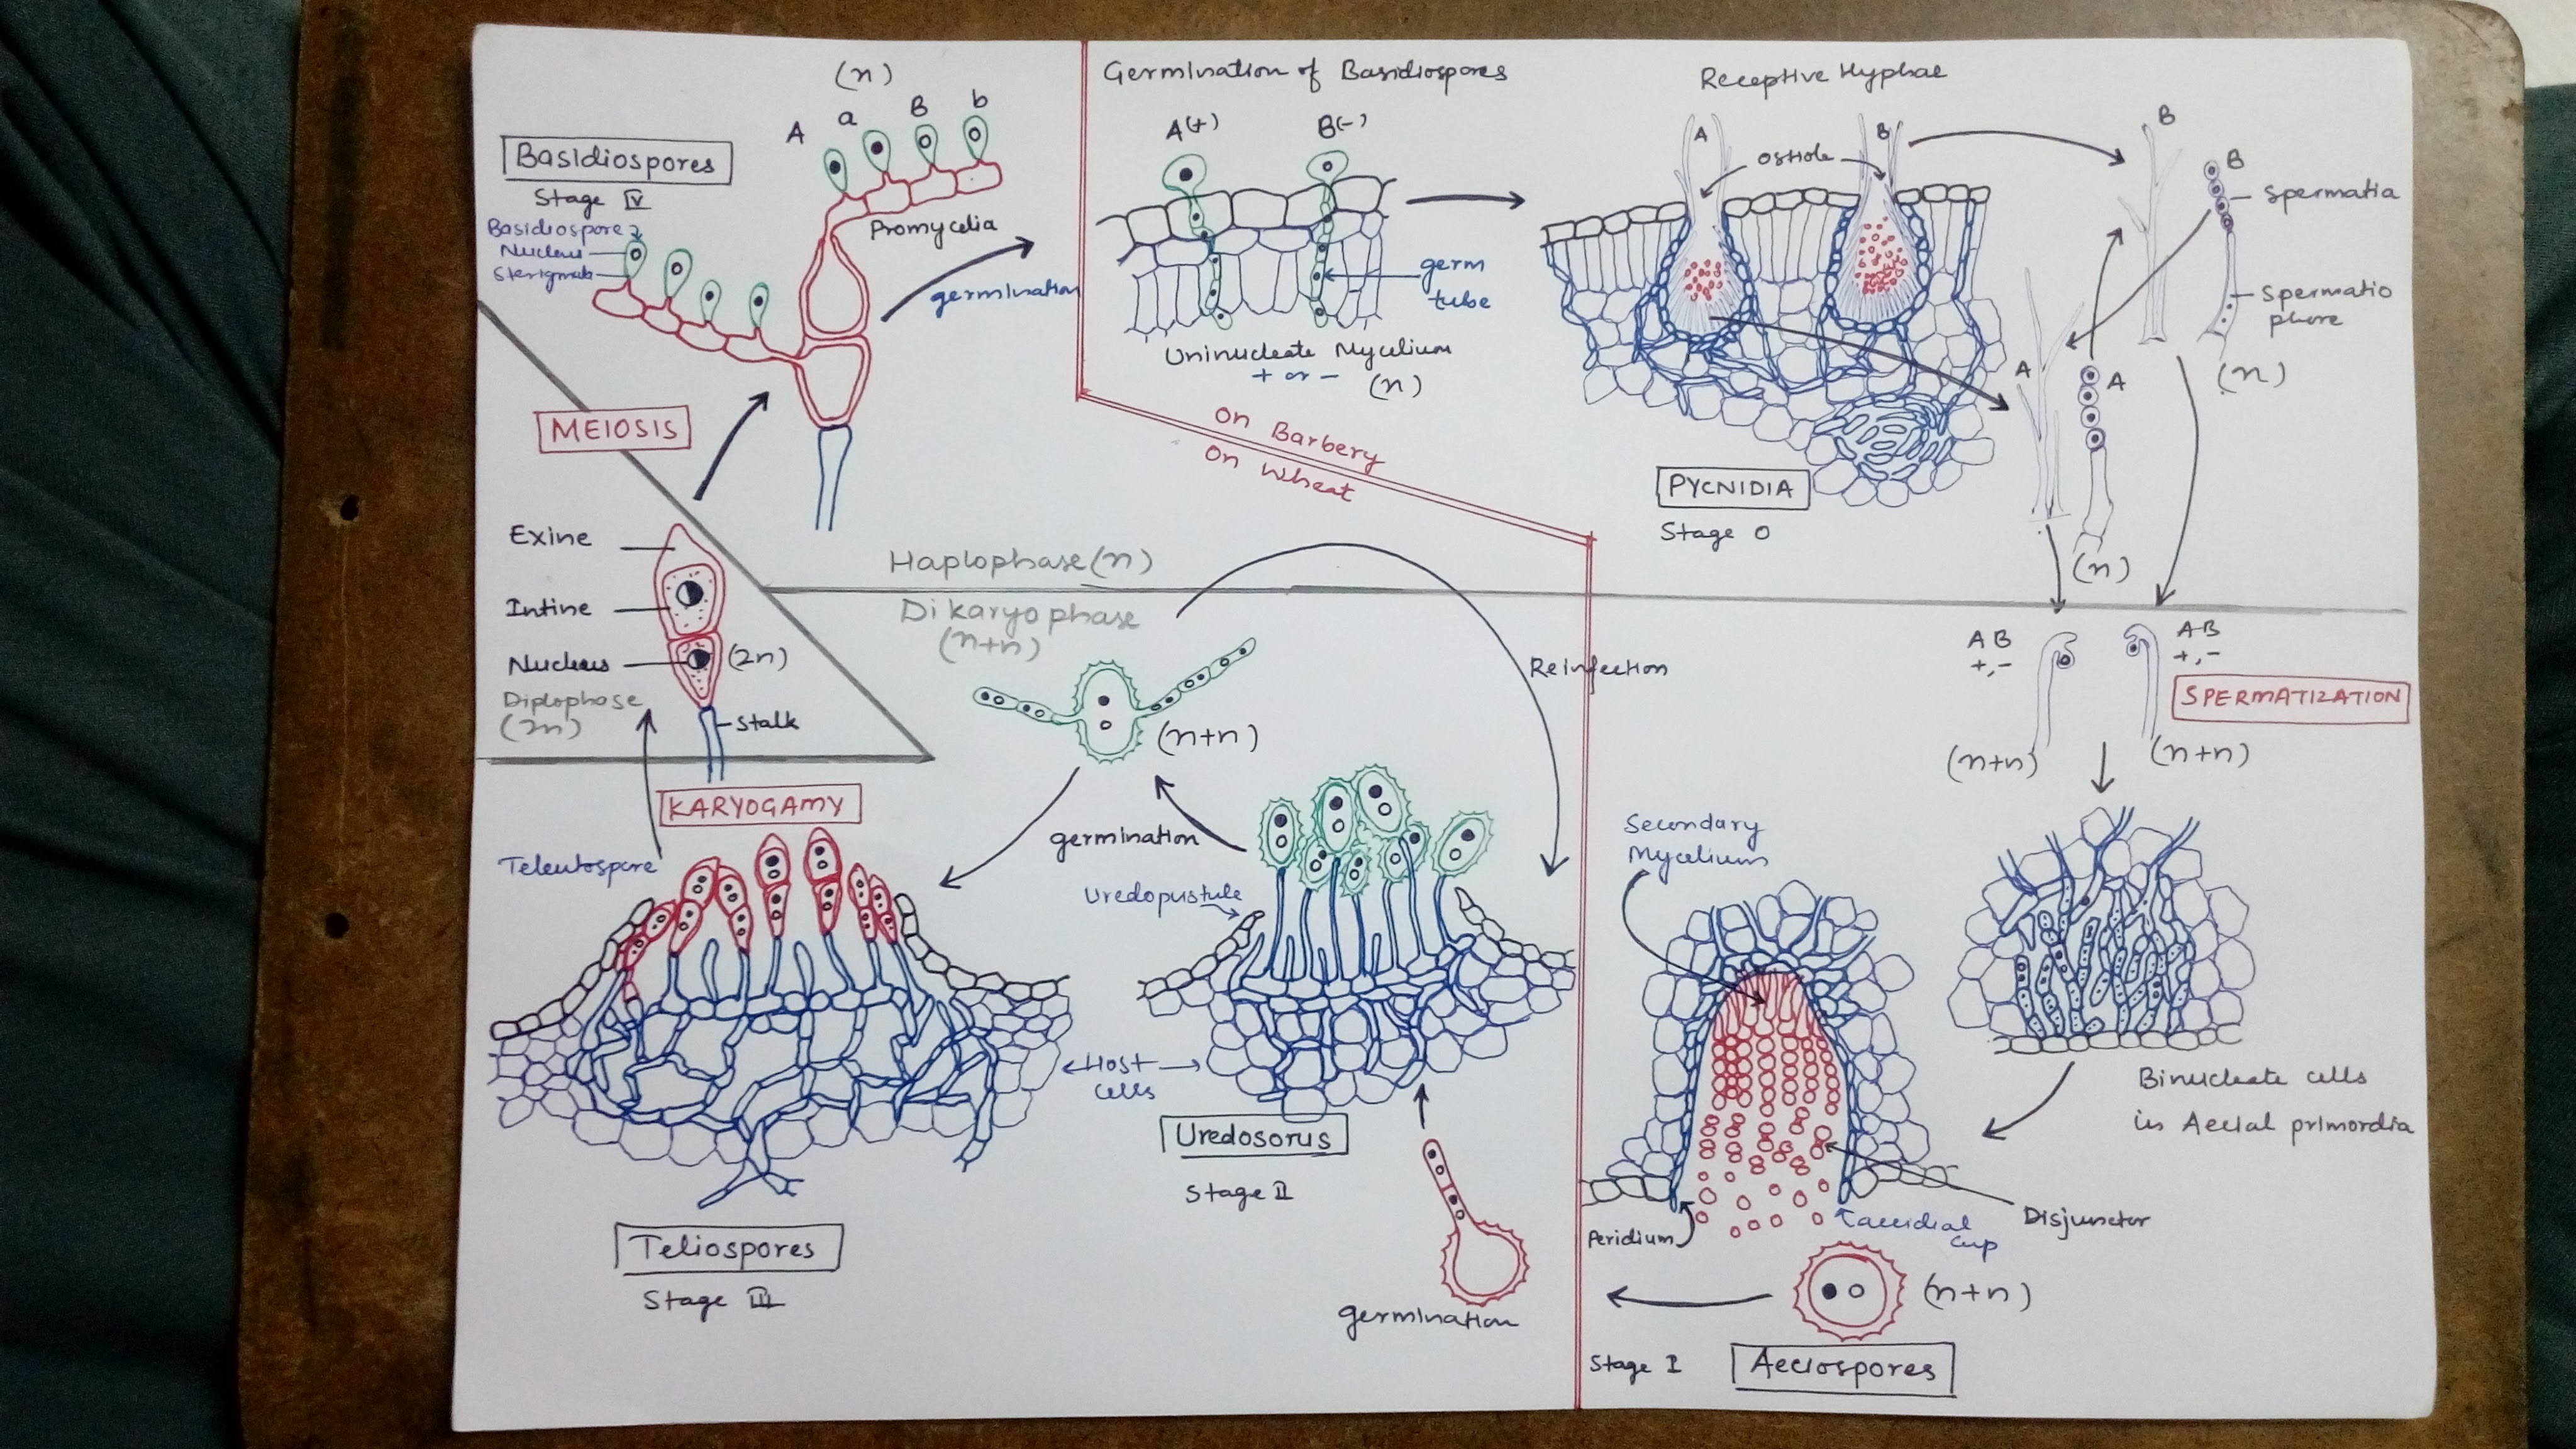 (n)
A a B b
Basidiospores
Stage IV
Basidiospore
Nucleus
Sterigmata
Promycelia
germination
Germination of Basidiospores
A(+) B(-)
germ
tube
Uninucleate Mycelium
+ or - (n)
Receptive Hyphae
A B
ostiole
B
B
Spermatia
Spermatio
phore
(n)
A
A
(n)
PYCNIDIA
Stage 0
On Barbery
On Wheat
MEIOSIS
Exine
Intine
Nucleus
(2n)
Diplophase
(2n)
Stalk
Haplophase (n)
Dikaryophase
(n+n)
Reinfection
(n+n)
KARYOGAMY
Teleutospore
germination
Uredopustule
Host
cells
Teliospores
Stage III
Uredosorus
Stage II
germination
AB
+,-
AB
+,-
SPERMATIZATION
(n+n)
(n+n)
Secondary
Mycelium
Binucleate cells
in Aecial primordia
Peridium
aecidial
cup
Disjunctor
(n+n)
Stage I
Aeciospores